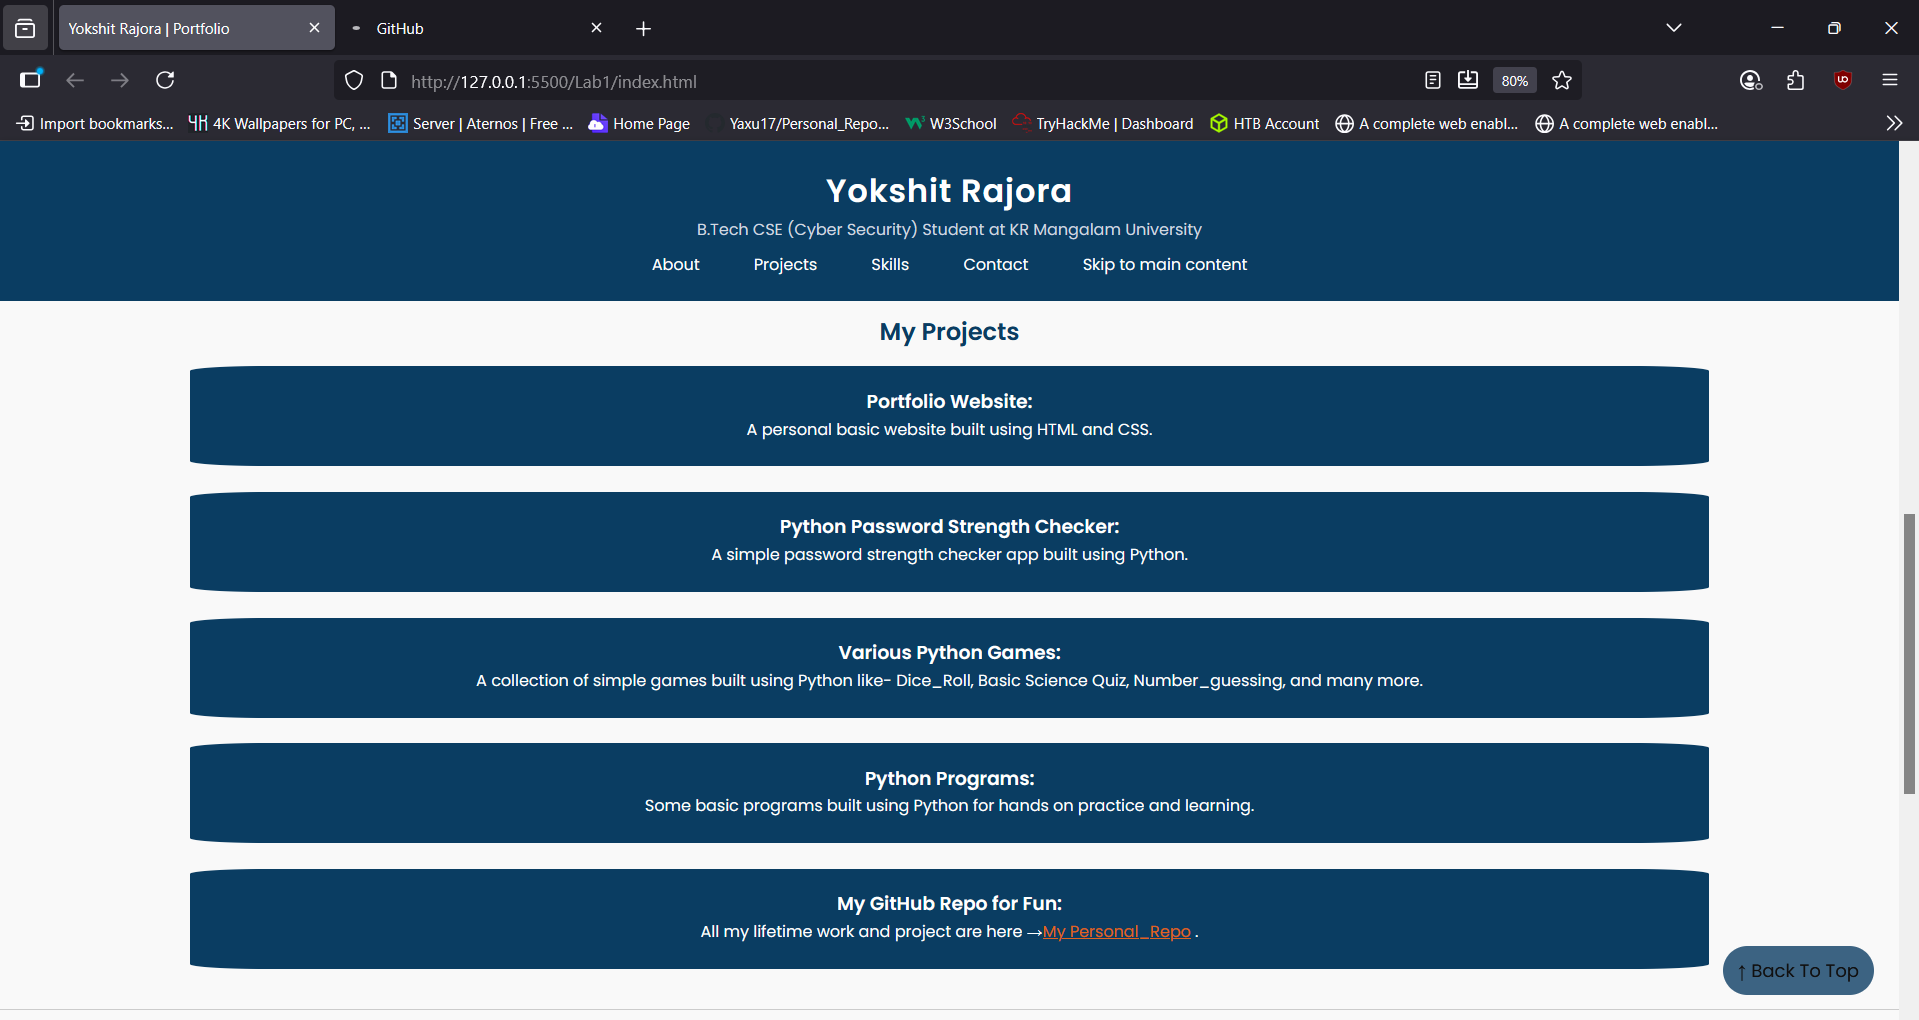 Yokshit Rajora | Portfolio
GitHub
http://127.0.0.1:5500/Lab1/index.html
80%
Import bookmarks...
4K Wallpapers for PC, ...
Server | Aternos | Free ...
Home Page
Yaxu17/Personal_Repo...
W3School
TryHackMe | Dashboard
HTB Account
A complete web enabl...
A complete web enabl...
Yokshit Rajora
B.Tech CSE (Cyber Security) Student at KR Mangalam University
About Projects Skills Contact Skip to main content
My Projects
Portfolio Website:
A personal basic website built using HTML and CSS.
Python Password Strength Checker:
A simple password strength checker app built using Python.
Various Python Games:
A collection of simple games built using Python like- Dice_Roll, Basic Science Quiz, Number_guessing, and many more.
Python Programs:
Some basic programs built using Python for hands on practice and learning.
My GitHub Repo for Fun:
All my lifetime work and project are here →My Personal_Repo .
↑ Back To Top